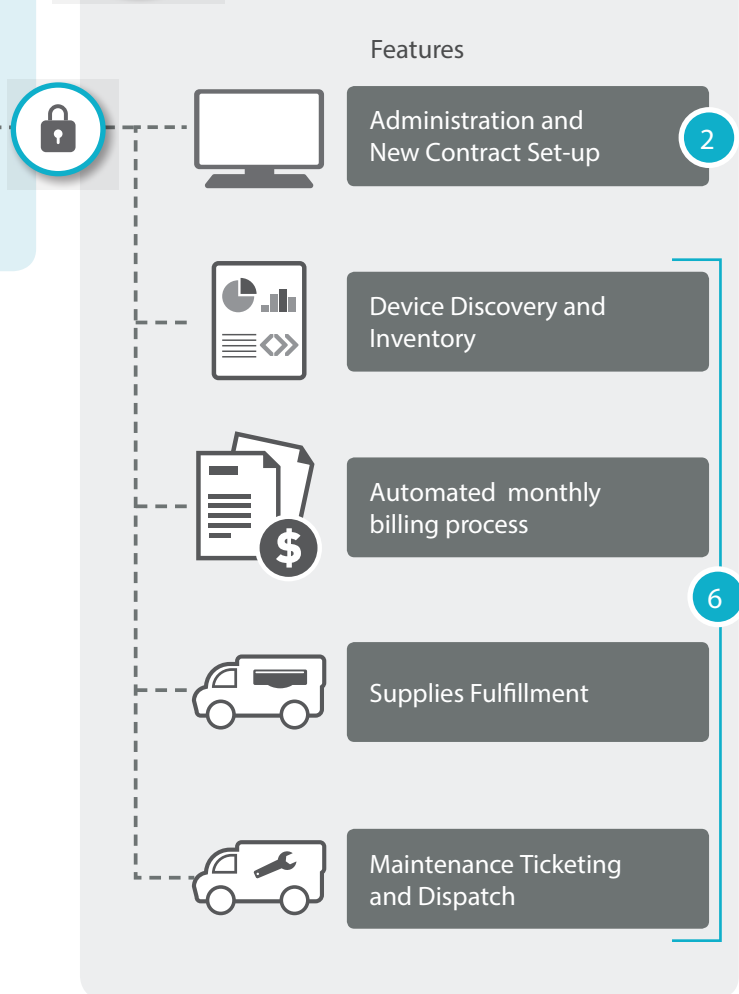 Features
Administration and
New Contract Set-up
2
Device Discovery and
Inventory
Automated  monthly
billing process
$
6
Supplies Fulfillment
Maintenance Ticketing
and Dispatch